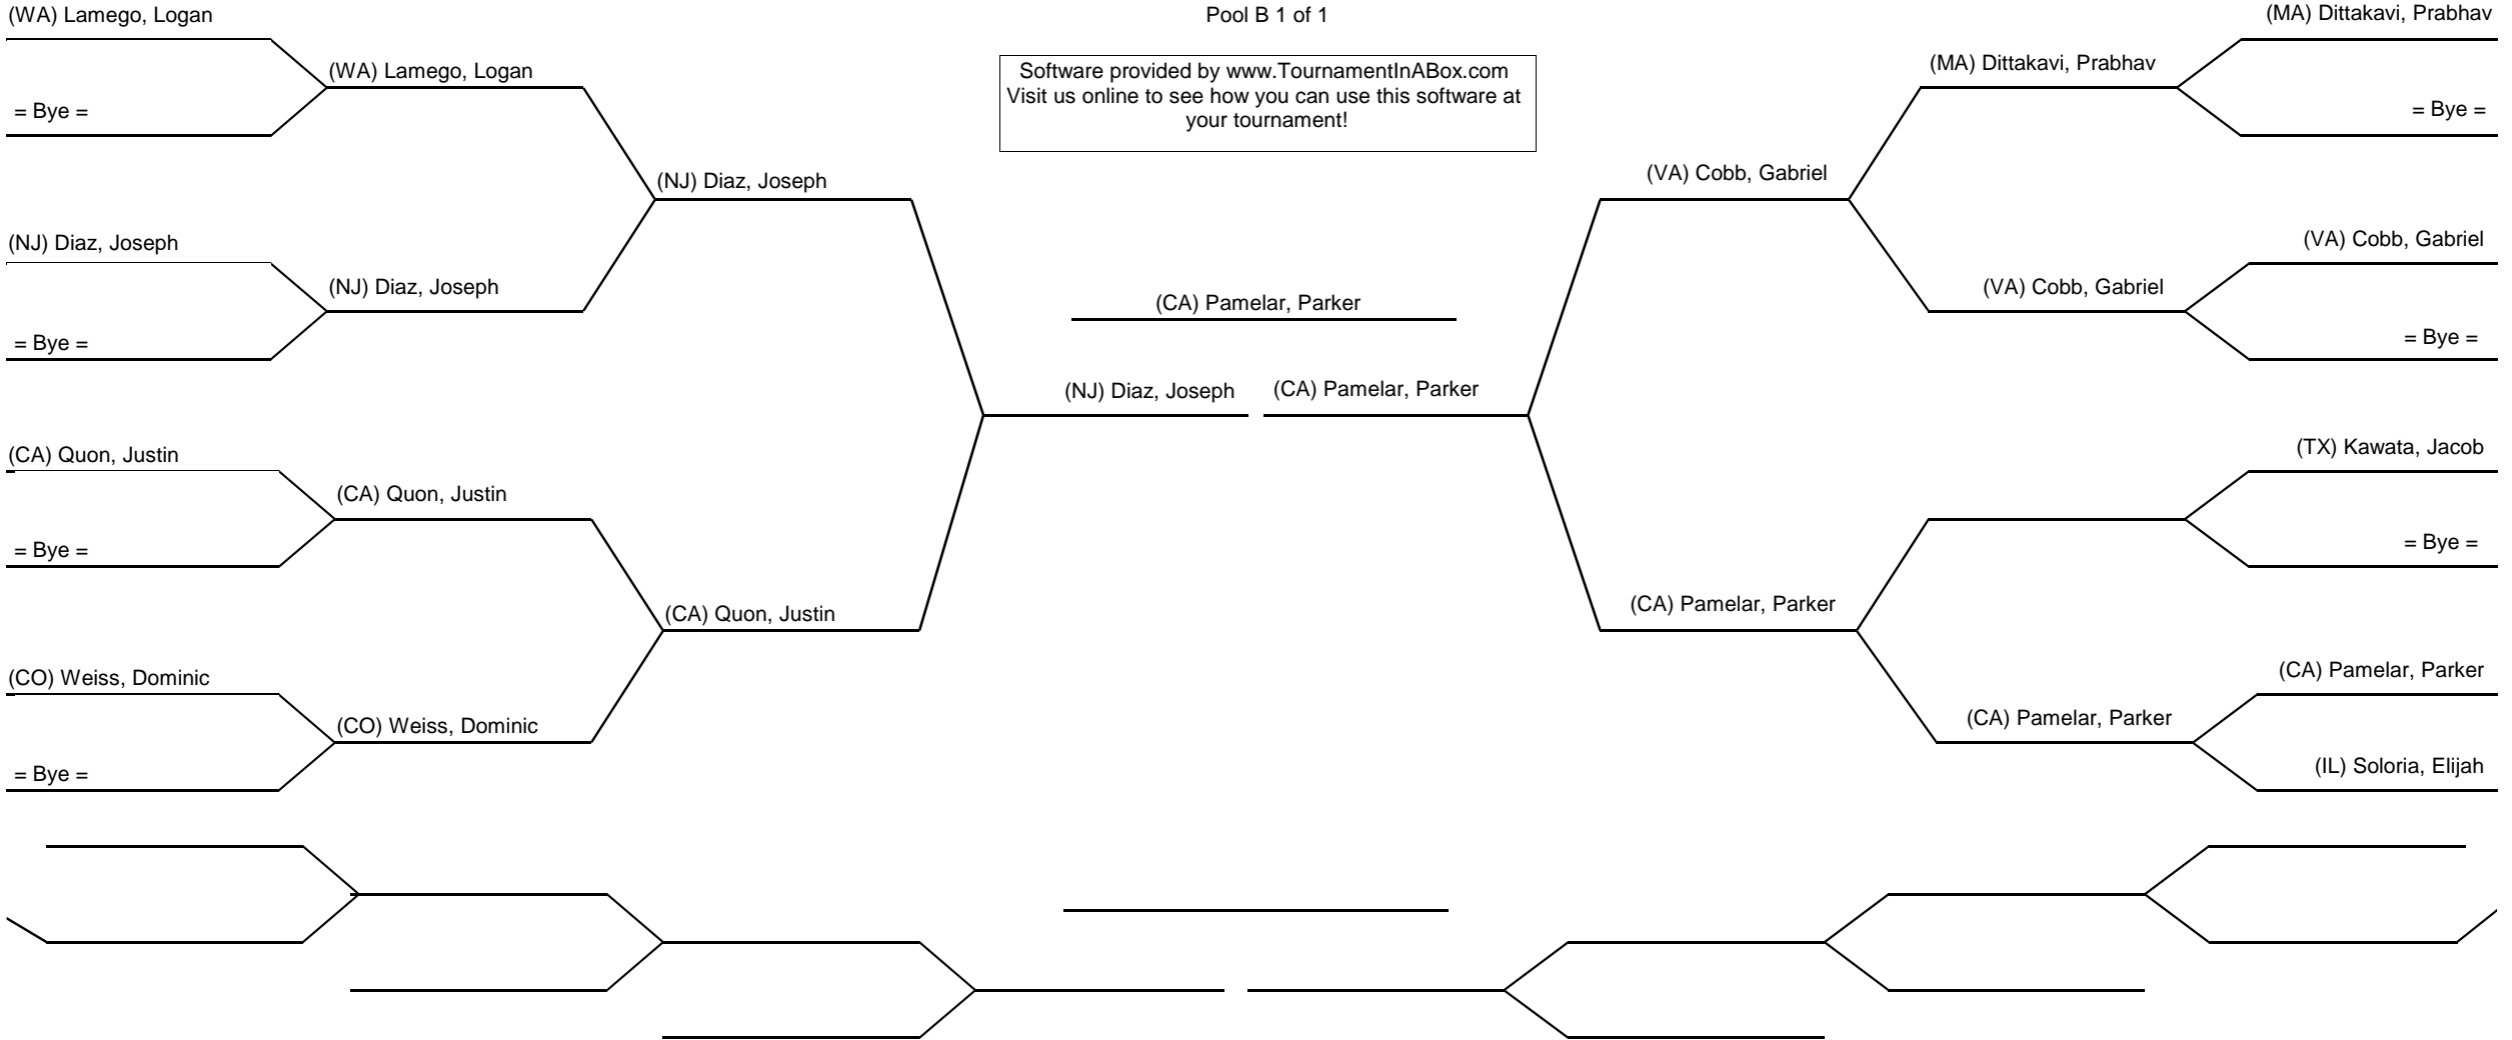 (WA) Lamego, Logan
Pool B 1 of 1
(MA) Dittakavi, Prabhav
(WA) Lamego, Logan
Software provided by www.TournamentInABox.com
Visit us online to see how you can use this software at
your tournament!
(MA) Dittakavi, Prabhav
= Bye =
= Bye =
(NJ) Diaz, Joseph
(VA) Cobb, Gabriel
(NJ) Diaz, Joseph
(VA) Cobb, Gabriel
(NJ) Diaz, Joseph
(VA) Cobb, Gabriel
(CA) Pamelar, Parker
= Bye =
= Bye =
(NJ) Diaz, Joseph
(CA) Pamelar, Parker
(CA) Quon, Justin
(TX) Kawata, Jacob
(CA) Quon, Justin
= Bye =
= Bye =
(CA) Quon, Justin
(CA) Pamelar, Parker
(CO) Weiss, Dominic
(CA) Pamelar, Parker
(CO) Weiss, Dominic
(CA) Pamelar, Parker
= Bye =
(IL) Soloria, Elijah